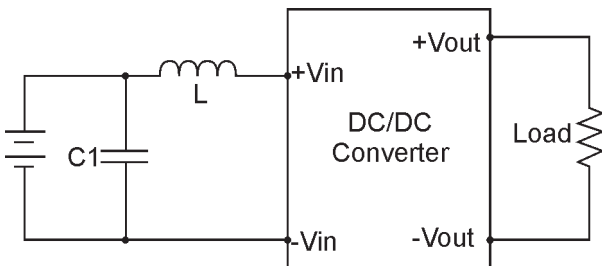 +Vout
+Vin
L
DC/DC
Converter
Load
C1
-Vin
-Vout